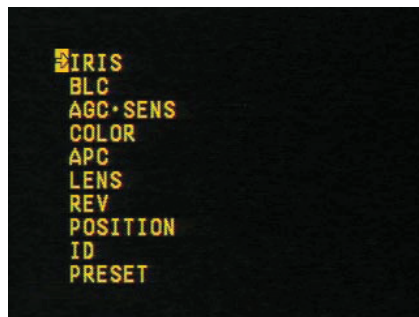 IRIS
BLC
AGC·SENS
COLOR
APC
LENS
REV
POSITION
ID
PRESET